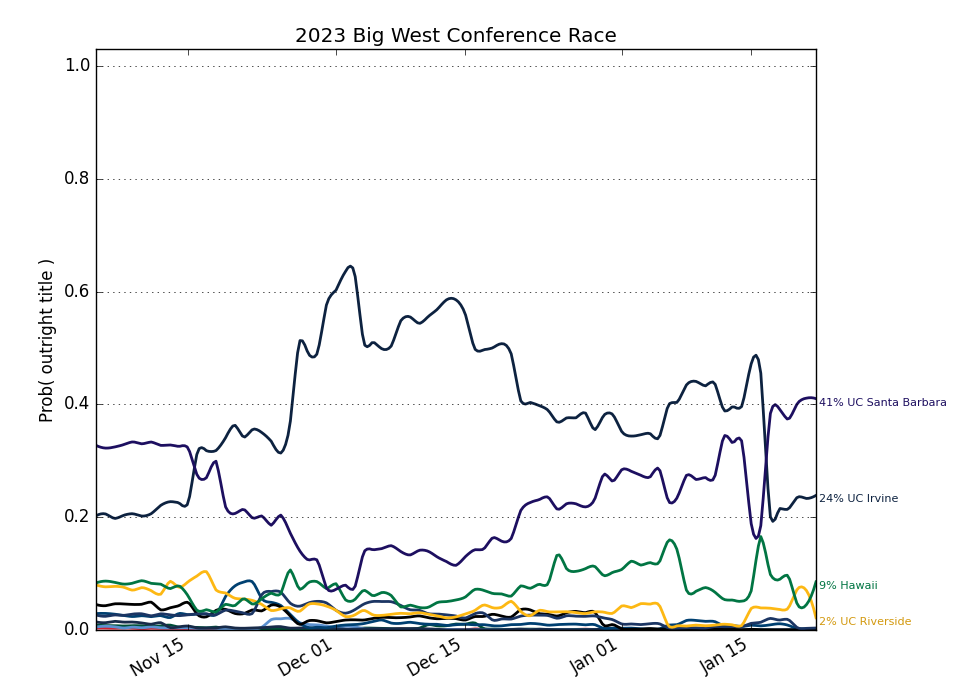 2023 Big West Conference Race
Prob( outright title )
1.0
0.8
0.6
0.4
0.2
0.0
41% UC Santa Barbara
24% UC Irvine
9% Hawaii
2% UC Riverside
Nov 15
Dec 01
Dec 15
Jan 01
Jan 15